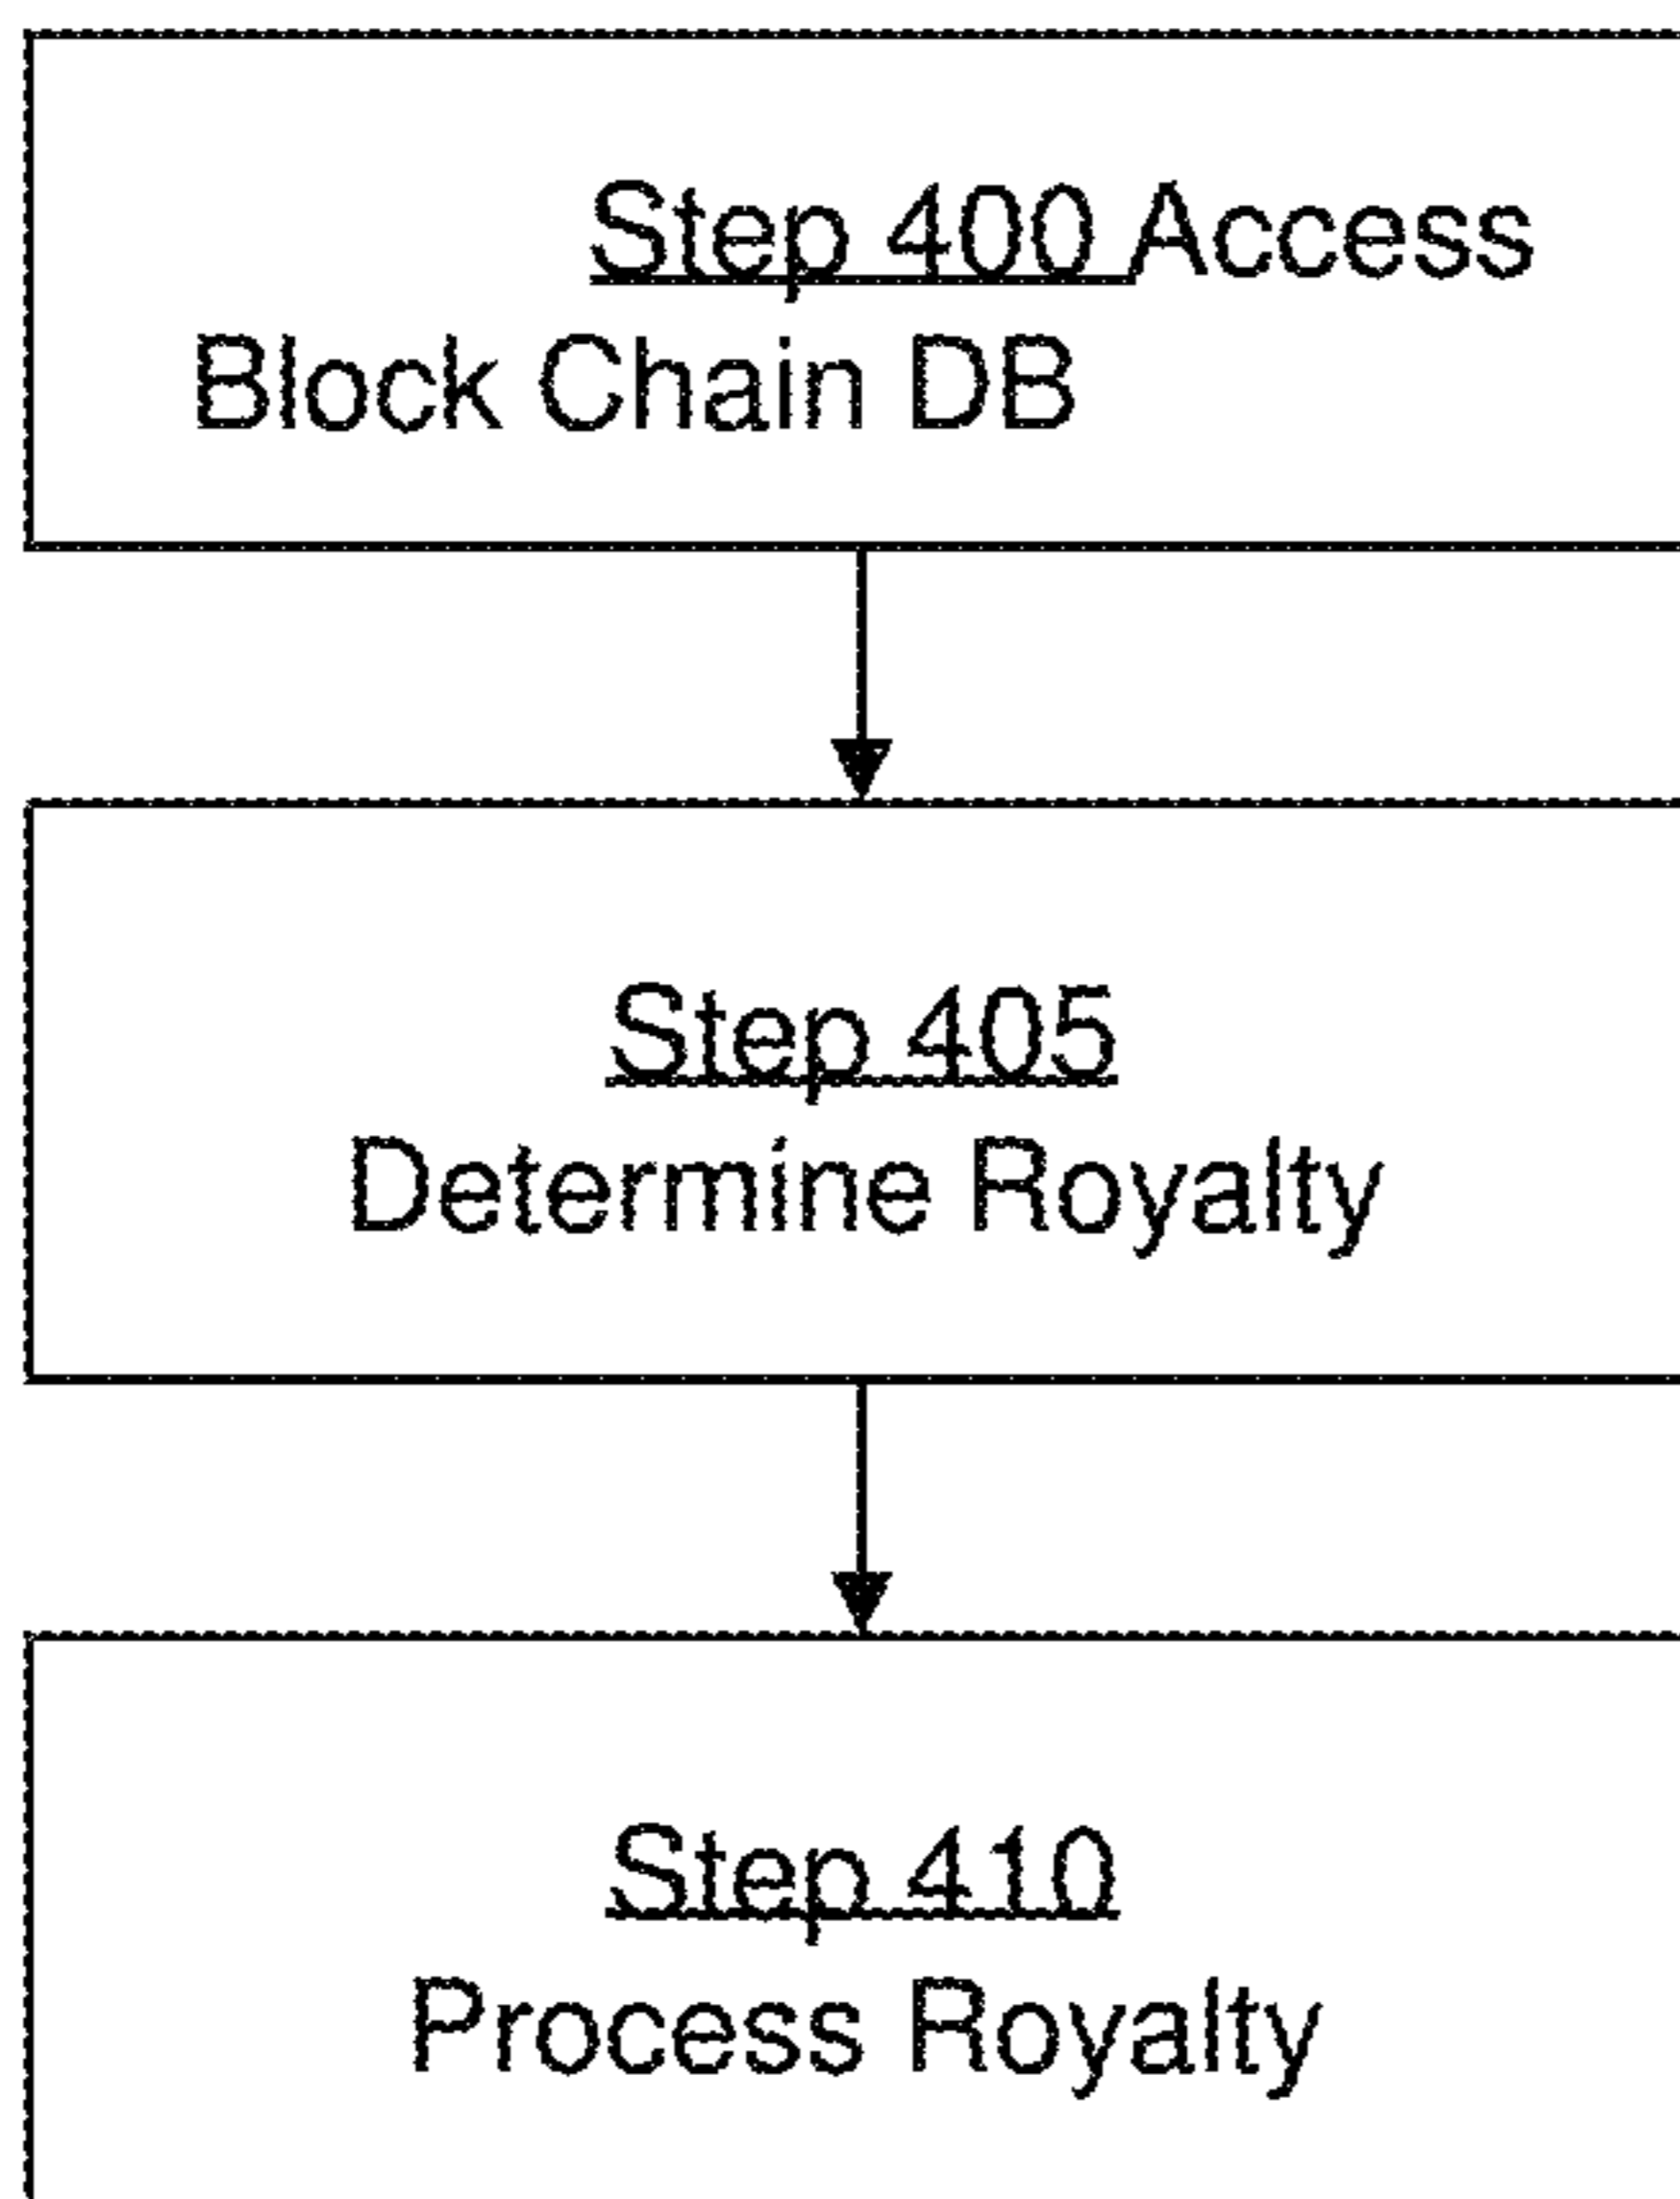 Step 400 Access
Block Chain DB
Step 405
Determine Royalty
Step 410
Process Royalty